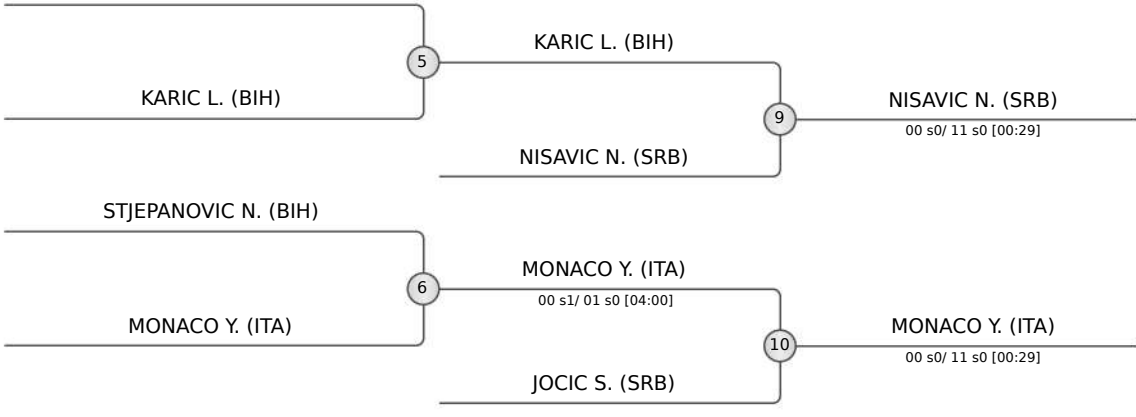 KARIC L. (BIH)
5
KARIC L. (BIH)
NISAVIC N. (SRB)
00 s0/ 11 s0 [00:29]
9
NISAVIC N. (SRB)
STJEPANOVIC N. (BIH)
MONACO Y. (ITA)
00 s1/ 01 s0 [04:00]
6
MONACO Y. (ITA)
MONACO Y. (ITA)
00 s0/ 11 s0 [00:29]
10
JOCIC S. (SRB)